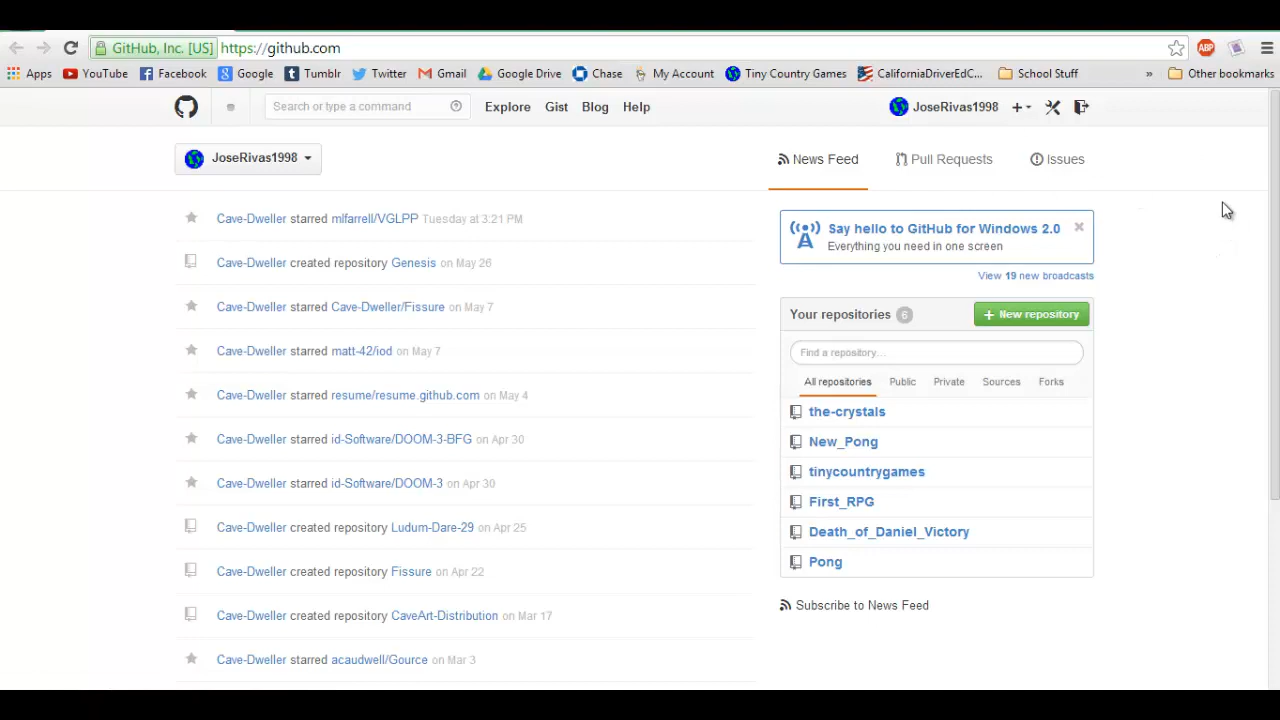 GitHub, Inc. [US] https://github.com
Apps YouTube Facebook Google Tumblr Twitter Gmail Google Drive Chase My Account Tiny Country Games CaliforniaDriverEdC... School Stuff » Other bookmarks
Search or type a command Explore Gist Blog Help JoseRivas1998
JoseRivas1998 News Feed Pull Requests Issues
Cave-Dweller starred mlfarrell/VGLPP Tuesday at 3:21 PM
Cave-Dweller created repository Genesis on May 26
Cave-Dweller starred Cave-Dweller/Fissure on May 7
Cave-Dweller starred matt-42/iod on May 7
Cave-Dweller starred resume/resume.github.com on May 4
Cave-Dweller starred id-Software/DOOM-3-BFG on Apr 30
Cave-Dweller starred id-Software/DOOM-3 on Apr 30
Cave-Dweller created repository Ludum-Dare-29 on Apr 25
Cave-Dweller created repository Fissure on Apr 22
Cave-Dweller created repository CaveArt-Distribution on Mar 17
Cave-Dweller starred acaudwell/Gource on Mar 3
Say hello to GitHub for Windows 2.0
Everything you need in one screen
View 19 new broadcasts
Your repositories 6 + New repository
Find a repository...
All repositories Public Private Sources Forks
the-crystals
New_Pong
tinycountrygames
First_RPG
Death_of_Daniel_Victory
Pong
Subscribe to News Feed
ABP